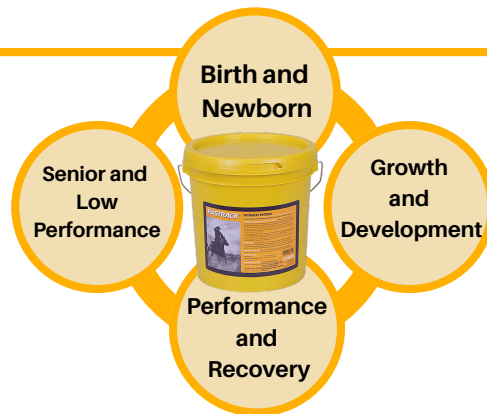 Birth and
Newborn
Senior and
Low
Performance
Growth
and
Development
FASTRACK
Performance
and
Recovery